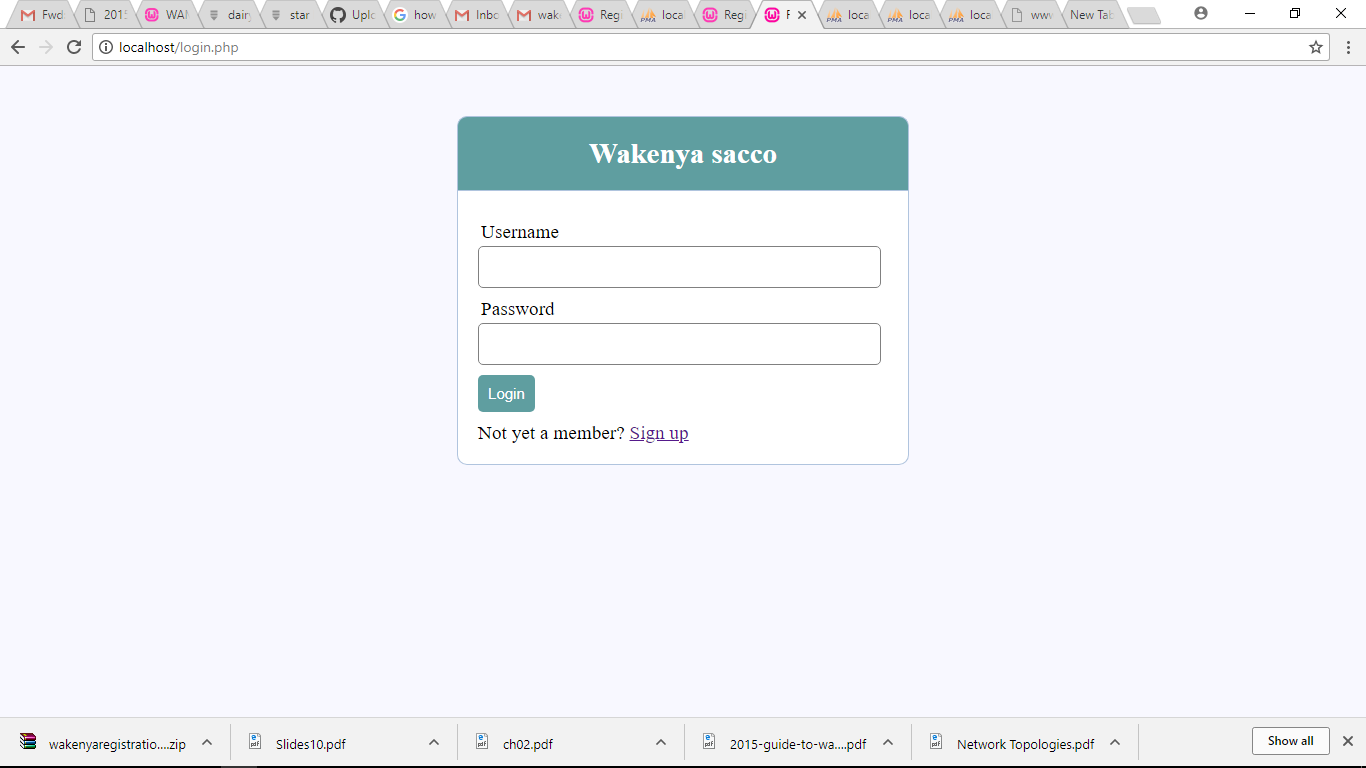 Fwd: 2015 WAM dairy star Uplo how Inbo wake Regi loca Regi F loca loca loca www New Tab
localhost/login.php
Wakenya sacco
Username
Password
Login
Not yet a member? Sign up
wakenyaregistratio....zip Slides10.pdf ch02.pdf 2015-guide-to-wa....pdf Network Topologies.pdf Show all